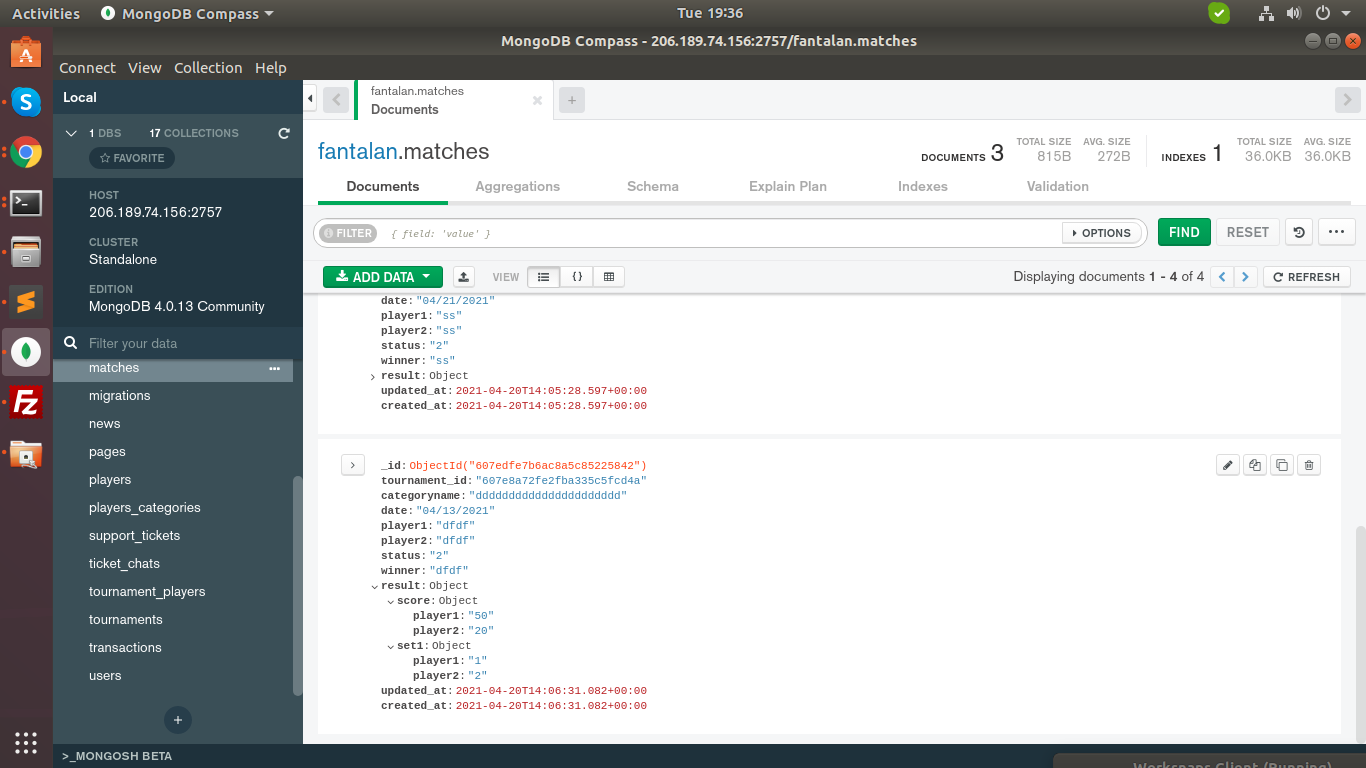 Activities MongoDB Compass Tue 19:36
MongoDB Compass - 206.189.74.156:2757/fantalan.matches
Connect View Collection Help
Local
1 DBS 17 COLLECTIONS
FAVORITE
HOST
206.189.74.156:2757
CLUSTER
Standalone
EDITION
MongoDB 4.0.13 Community
Filter your data
matches
migrations
news
pages
players
players_categories
support_tickets
ticket_chats
tournament_players
tournaments
transactions
users
>_MONGOSH BETA
fantalan.matches
Documents
fantalan.matches
DOCUMENTS 3 TOTAL SIZE 815B AVG. SIZE 272B INDEXES 1 TOTAL SIZE 36.0KB AVG. SIZE 36.0KB
Documents Aggregations Schema Explain Plan Indexes Validation
FILTER { field: 'value' } OPTIONS FIND RESET
ADD DATA VIEW {} Displaying documents 1 - 4 of 4 REFRESH
date: "04/21/2021"
player1: "ss"
player2: "ss"
status: "2"
winner: "ss"
result: Object
updated_at: 2021-04-20T14:05:28.597+00:00
created_at: 2021-04-20T14:05:28.597+00:00
_id: ObjectId("607edfe7b6ac8a5c85225842")
tournament_id: "607e8a72fe2fba335c5fcd4a"
categoryname: "dddddddddddddddddddddd"
date: "04/13/2021"
player1: "dfdf"
player2: "dfdf"
status: "2"
winner: "dfdf"
result: Object
score: Object
player1: "50"
player2: "20"
set1: Object
player1: "1"
player2: "2"
updated_at: 2021-04-20T14:06:31.082+00:00
created_at: 2021-04-20T14:06:31.082+00:00